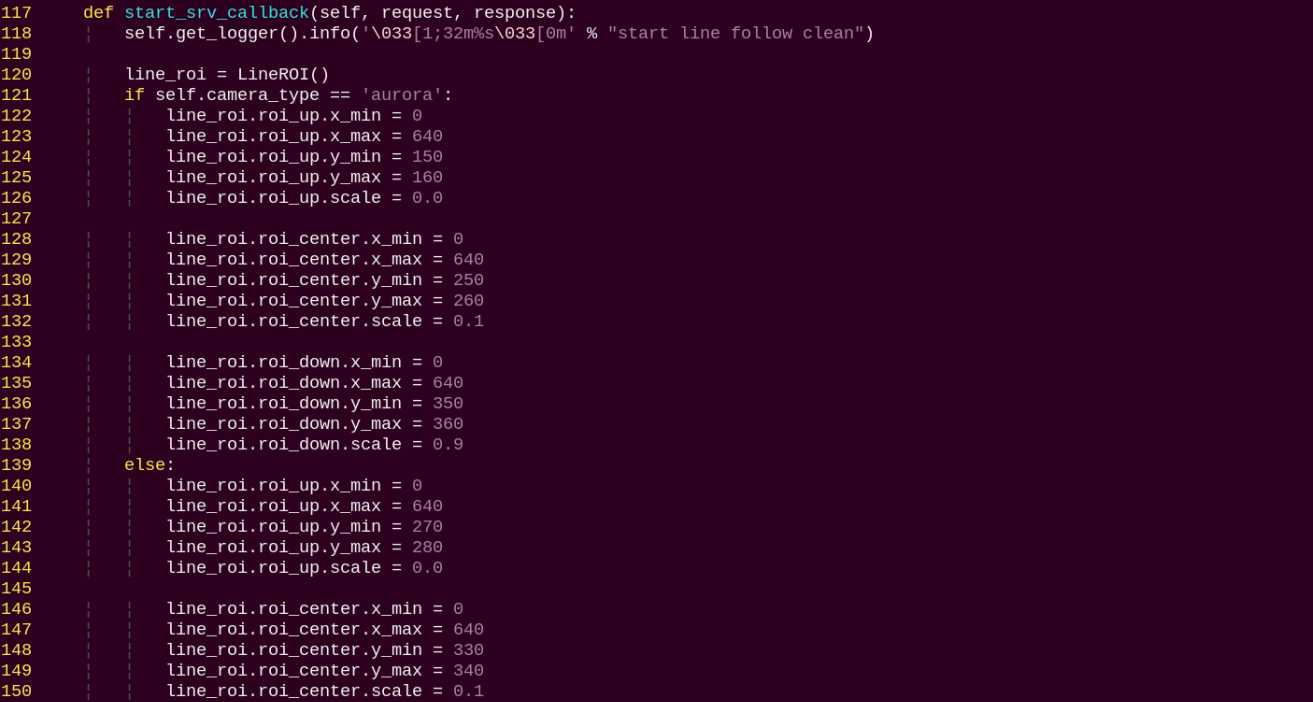 117     def start_srv_callback(self, request, response):
118         self.get_logger().info('\033[1;32m%s\033[0m' % "start line follow clean")
119
120         line_roi = LineROI()
121         if self.camera_type == 'aurora':
122             line_roi.roi_up.x_min = 0
123             line_roi.roi_up.x_max = 640
124             line_roi.roi_up.y_min = 150
125             line_roi.roi_up.y_max = 160
126             line_roi.roi_up.scale = 0.0
127
128             line_roi.roi_center.x_min = 0
129             line_roi.roi_center.x_max = 640
130             line_roi.roi_center.y_min = 250
131             line_roi.roi_center.y_max = 260
132             line_roi.roi_center.scale = 0.1
133
134             line_roi.roi_down.x_min = 0
135             line_roi.roi_down.x_max = 640
136             line_roi.roi_down.y_min = 350
137             line_roi.roi_down.y_max = 360
138             line_roi.roi_down.scale = 0.9
139         else:
140             line_roi.roi_up.x_min = 0
141             line_roi.roi_up.x_max = 640
142             line_roi.roi_up.y_min = 270
143             line_roi.roi_up.y_max = 280
144             line_roi.roi_up.scale = 0.0
145
146             line_roi.roi_center.x_min = 0
147             line_roi.roi_center.x_max = 640
148             line_roi.roi_center.y_min = 330
149             line_roi.roi_center.y_max = 340
150             line_roi.roi_center.scale = 0.1